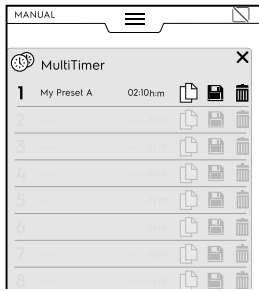 MANUAL
MultiTimer
1 My Preset A 02:10h:m
2 --- --:--h:m
3 --- --:--h:m
4 --- --:--h:m
5 --- --:--h:m
6 --- --:--h:m
7 --- --:--h:m
8 --- --:--h:m